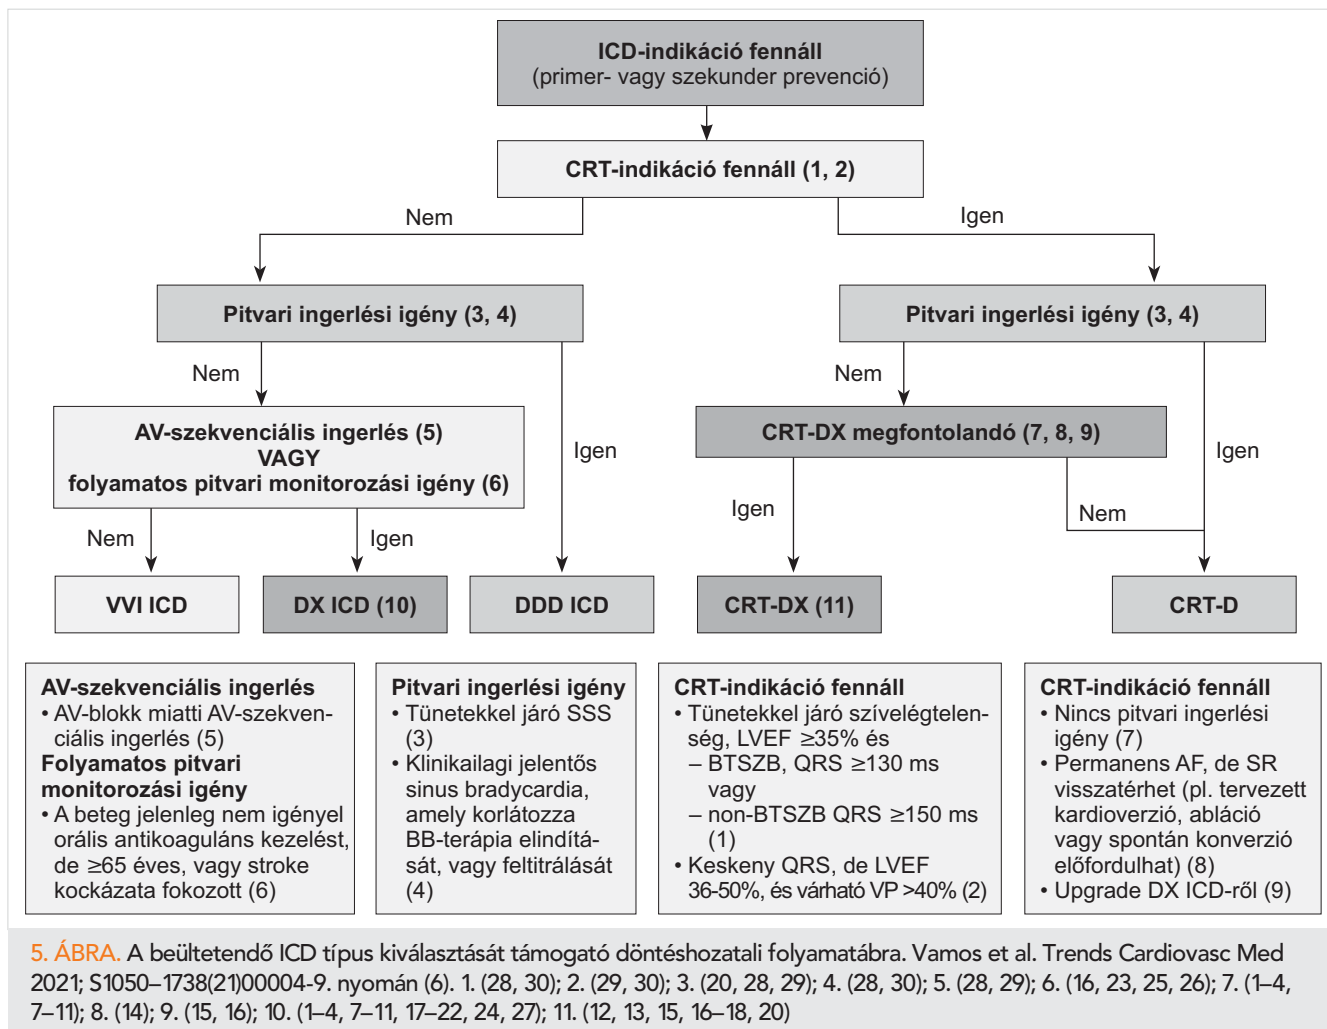 ICD-indikáció fennáll
(primer- vagy szekunder prevenció)
CRT-indikáció fennáll (1, 2)
Nem
Igen
Pitvari ingerlési igény (3, 4)
Pitvari ingerlési igény (3, 4)
Nem
Igen
Nem
Igen
AV-szekvenciális ingerlés (5)
VAGY
folyamatos pitvari monitorozási igény (6)
CRT-DX megfontolandó (7, 8, 9)
Nem
Igen
Igen
Nem
VVI ICD
DX ICD (10)
DDD ICD
CRT-DX (11)
CRT-D
AV-szekvenciális ingerlés
• AV-blokk miatti AV-szekven-
ciális ingerlés (5)
Folyamatos pitvari
monitorozási igény
• A beteg jelenleg nem igényel
orális antikoaguláns kezelést,
de ≥65 éves, vagy stroke
kockázata fokozott (6)
Pitvari ingerlési igény
• Tünetekkel járó SSS
(3)
• Klinikailagi jelentős
sinus bradycardia,
amely korlátozza
BB-terápia elindítá-
sát, vagy feltitrálását
(4)
CRT-indikáció fennáll
• Tünetekkel járó szívelégtelen-
ség, LVEF ≥35% és
– BTSZB, QRS ≥130 ms
vagy
– non-BTSZB QRS ≥150 ms
(1)
• Keskeny QRS, de LVEF
36-50%, és várható VP >40% (2)
CRT-indikáció fennáll
• Nincs pitvari ingerlési
igény (7)
• Permanens AF, de SR
visszatérhet (pl. tervezett
kardioverzió, abláció
vagy spontán konverzió
előfordulhat) (8)
• Upgrade DX ICD-ről (9)
5. ÁBRA. A beültetendő ICD típus kiválasztását támogató döntéshozatali folyamatábra. Vamos et al. Trends Cardiovasc Med
2021; S1050–1738(21)00004-9. nyomán (6). 1. (28, 30); 2. (29, 30); 3. (20, 28, 29); 4. (28, 30); 5. (28, 29); 6. (16, 23, 25, 26); 7. (1–4,
7–11); 8. (14); 9. (15, 16); 10. (1–4, 7–11, 17–22, 24, 27); 11. (12, 13, 15, 16–18, 20)